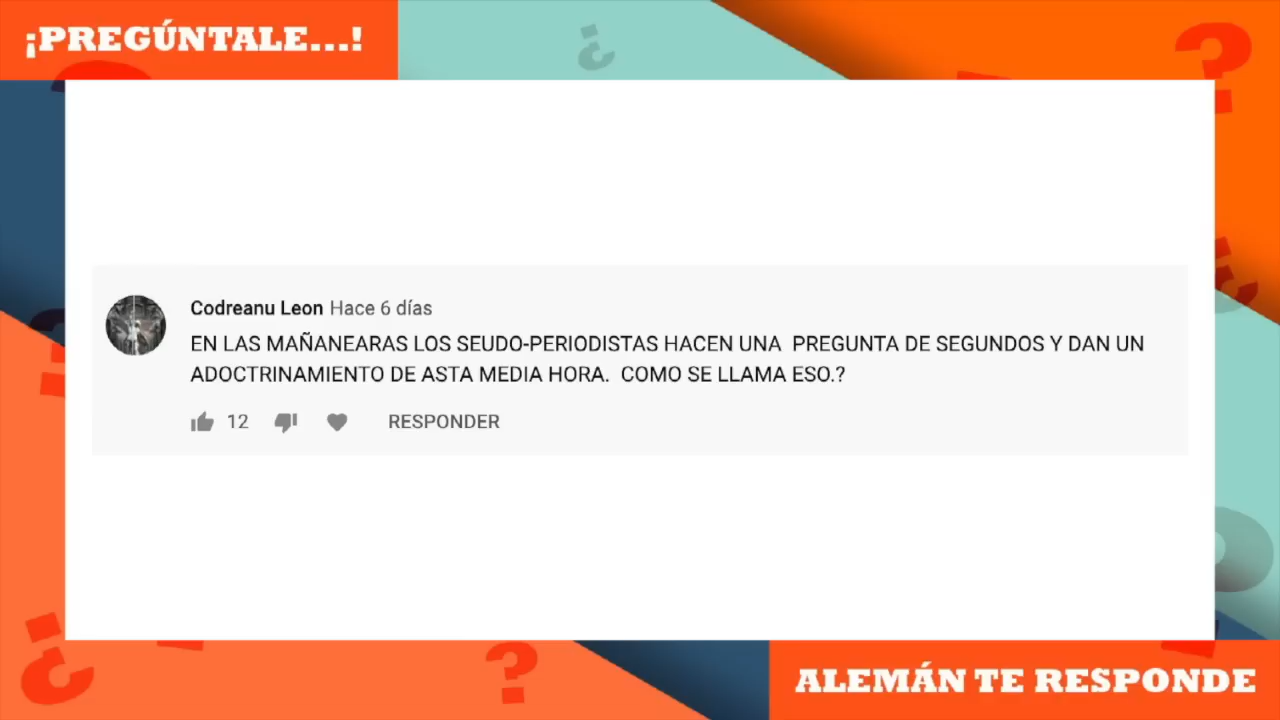 ¡PREGÚNTALE...!
Codreanu Leon Hace 6 días
EN LAS MAÑANEARAS LOS SEUDO-PERIODISTAS HACEN UNA  PREGUNTA DE SEGUNDOS Y DAN UN
ADOCTRINAMIENTO DE ASTA MEDIA HORA.  COMO SE LLAMA ESO.?
12 RESPONDER
ALEMÁN TE RESPONDE